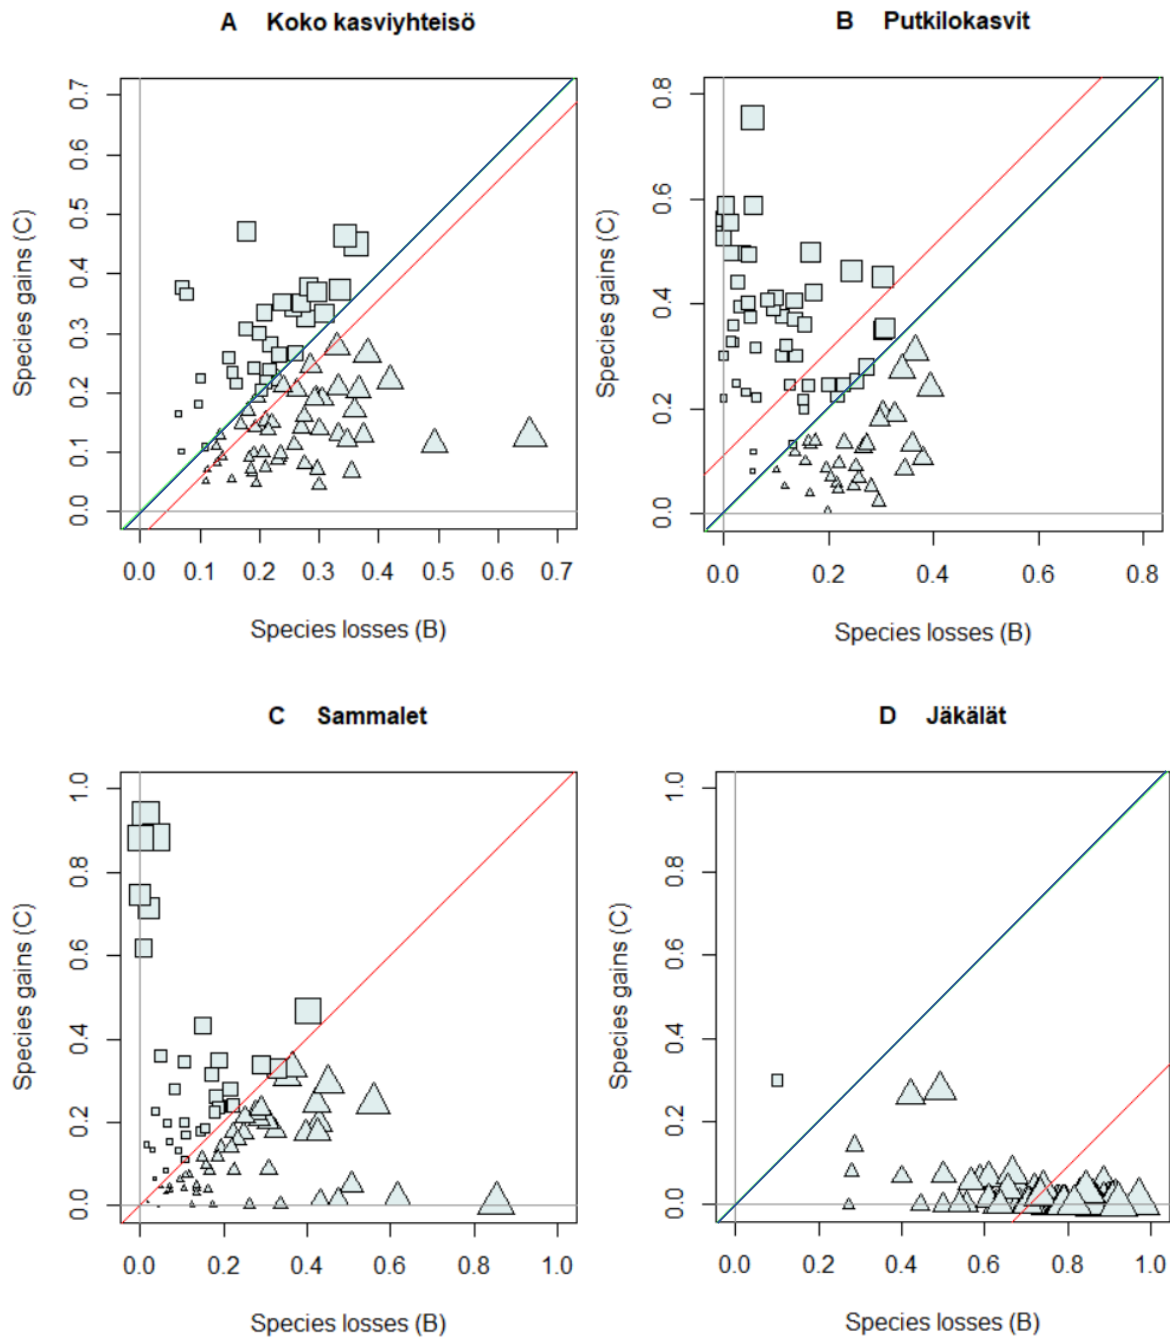 A Koko kasviyhteisö
Species gains (C)
0.7
0.6
0.5
0.4
0.3
0.2
0.1
0.0
0.0 0.1 0.2 0.3 0.4 0.5 0.6 0.7
Species losses (B)
B Putkilokasvit
Species gains (C)
0.8
0.6
0.4
0.2
0.0
0.0 0.2 0.4 0.6 0.8
Species losses (B)
C Sammalet
Species gains (C)
1.0
0.8
0.6
0.4
0.2
0.0
0.0 0.2 0.4 0.6 0.8 1.0
Species losses (B)
D Jäkälät
Species gains (C)
1.0
0.8
0.6
0.4
0.2
0.0
0.0 0.2 0.4 0.6 0.8 1.0
Species losses (B)